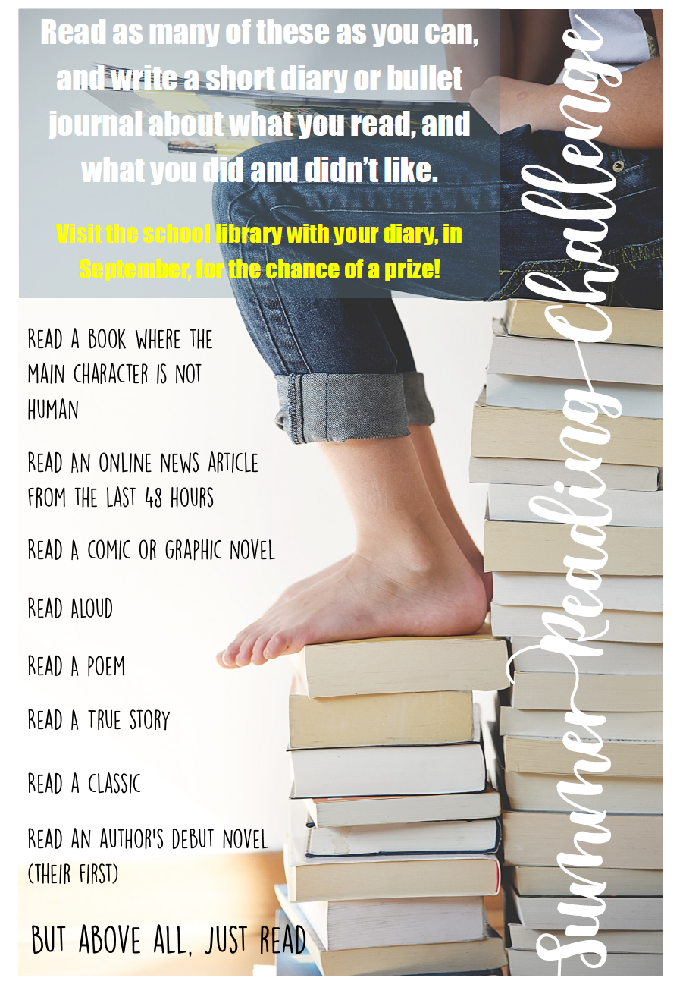 Read as many of these as you can,
and write a short diary or bullet
journal about what you read, and
what you did and didn’t like.
Visit the school library with your diary, in
September, for the chance of a prize!
READ A BOOK WHERE THE
MAIN CHARACTER IS NOT
HUMAN
READ AN ONLINE NEWS ARTICLE
FROM THE LAST 48 HOURS
READ A COMIC OR GRAPHIC NOVEL
READ ALOUD
READ A POEM
READ A TRUE STORY
READ A CLASSIC
READ AN AUTHOR'S DEBUT NOVEL
(THEIR FIRST)
BUT ABOVE ALL, JUST READ
Summer Reading Challenge